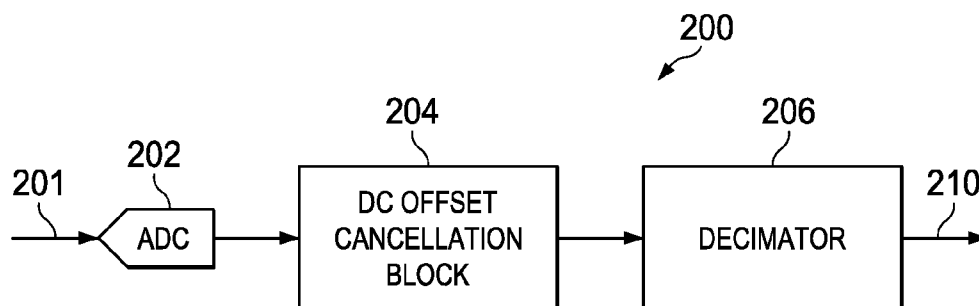 200
204
206
202
201
210
ADC
DC OFFSET
CANCELLATION
BLOCK
DECIMATOR